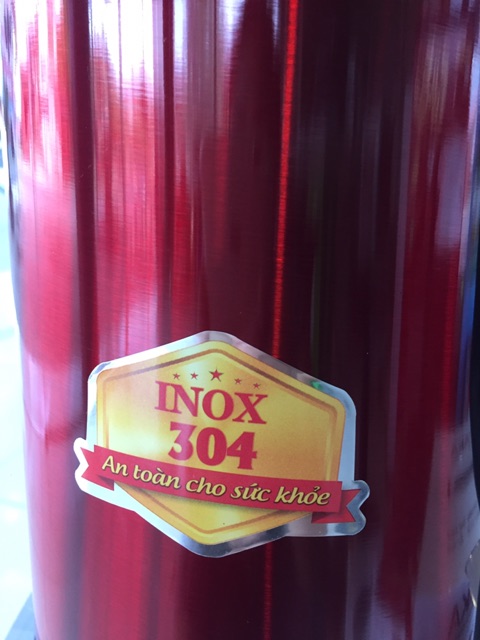 INOX
304
An toàn cho sức khỏe